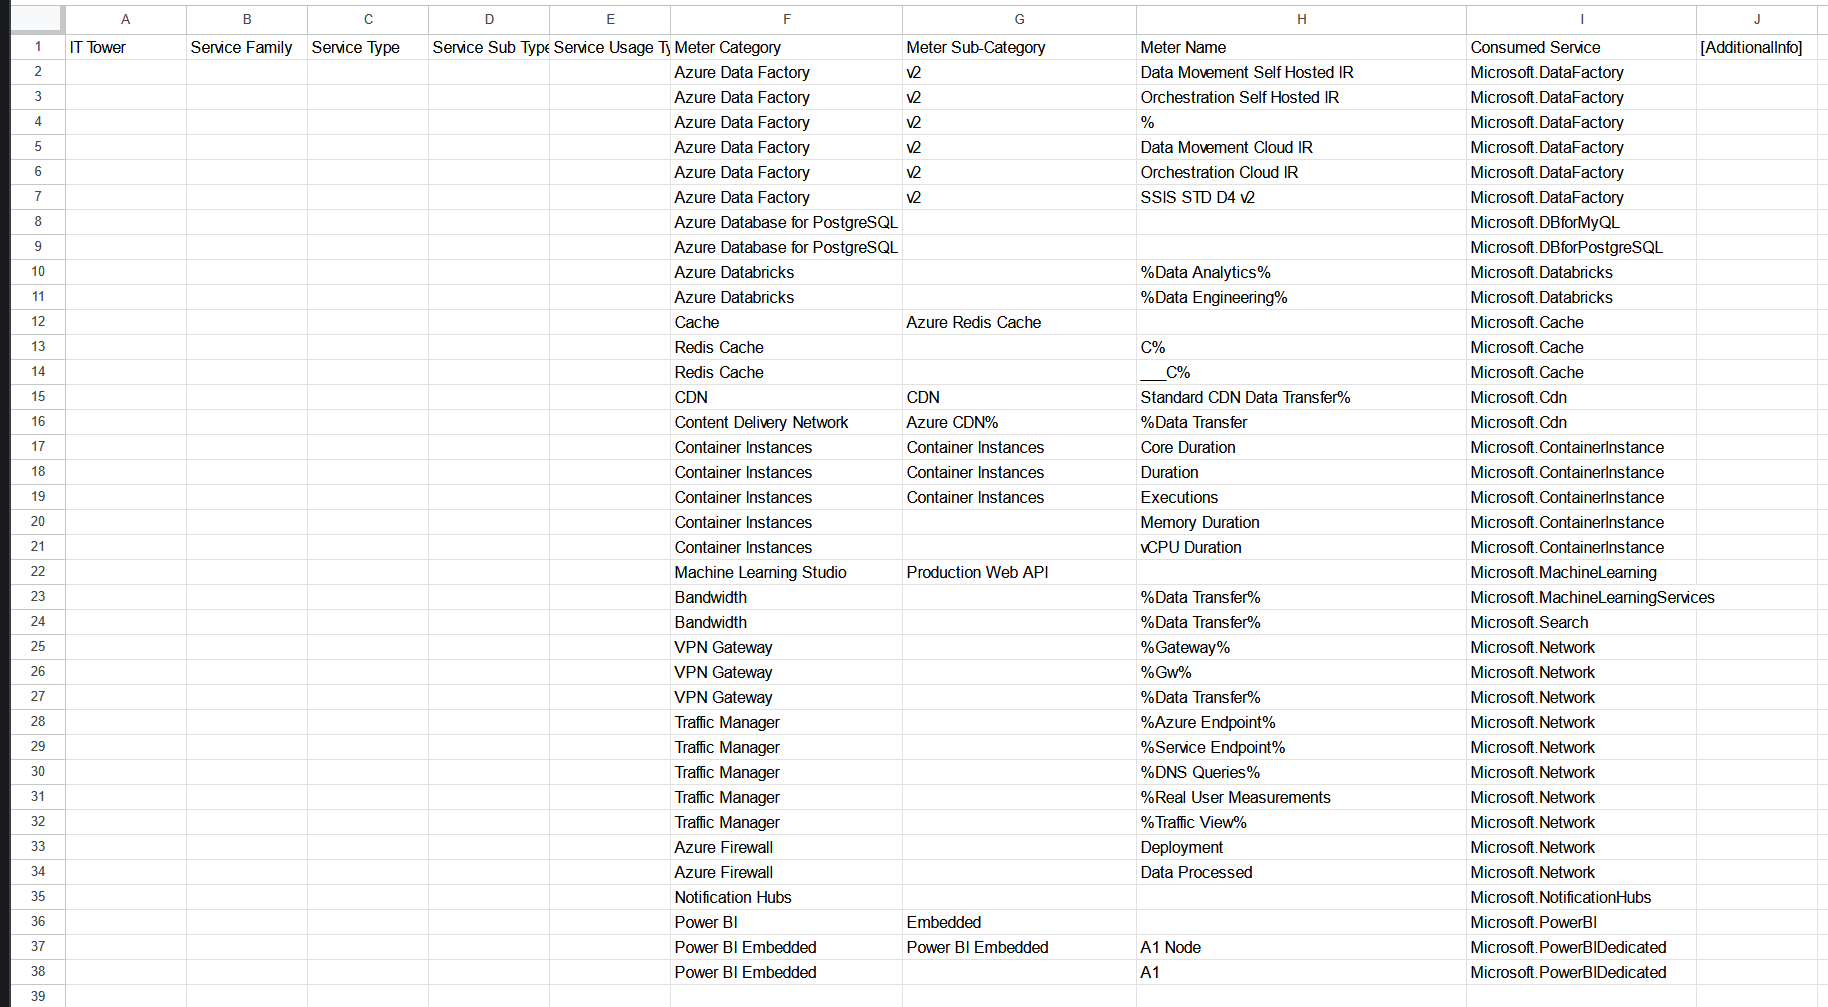 A B C D E F G H I J
1 IT Tower Service Family Service Type Service Sub Type Service Usage Ty Meter Category Meter Sub-Category Meter Name Consumed Service [AdditionalInfo]
2 Azure Data Factory v2 Data Movement Self Hosted IR Microsoft.DataFactory
3 Azure Data Factory v2 Orchestration Self Hosted IR Microsoft.DataFactory
4 Azure Data Factory v2 % Microsoft.DataFactory
5 Azure Data Factory v2 Data Movement Cloud IR Microsoft.DataFactory
6 Azure Data Factory v2 Orchestration Cloud IR Microsoft.DataFactory
7 Azure Data Factory v2 SSIS STD D4 v2 Microsoft.DataFactory
8 Azure Database for PostgreSQL Microsoft.DBforMyQL
9 Azure Database for PostgreSQL Microsoft.DBforPostgreSQL
10 Azure Databricks %Data Analytics% Microsoft.Databricks
11 Azure Databricks %Data Engineering% Microsoft.Databricks
12 Cache Azure Redis Cache Microsoft.Cache
13 Redis Cache C% Microsoft.Cache
14 Redis Cache ___C% Microsoft.Cache
15 CDN CDN Standard CDN Data Transfer% Microsoft.Cdn
16 Content Delivery Network Azure CDN% %Data Transfer Microsoft.Cdn
17 Container Instances Container Instances Core Duration Microsoft.ContainerInstance
18 Container Instances Container Instances Duration Microsoft.ContainerInstance
19 Container Instances Container Instances Executions Microsoft.ContainerInstance
20 Container Instances Memory Duration Microsoft.ContainerInstance
21 Container Instances vCPU Duration Microsoft.ContainerInstance
22 Machine Learning Studio Production Web API Microsoft.MachineLearning
23 Bandwidth %Data Transfer% Microsoft.MachineLearningServices
24 Bandwidth %Data Transfer% Microsoft.Search
25 VPN Gateway %Gateway% Microsoft.Network
26 VPN Gateway %Gw% Microsoft.Network
27 VPN Gateway %Data Transfer% Microsoft.Network
28 Traffic Manager %Azure Endpoint% Microsoft.Network
29 Traffic Manager %Service Endpoint% Microsoft.Network
30 Traffic Manager %DNS Queries% Microsoft.Network
31 Traffic Manager %Real User Measurements Microsoft.Network
32 Traffic Manager %Traffic View% Microsoft.Network
33 Azure Firewall Deployment Microsoft.Network
34 Azure Firewall Data Processed Microsoft.Network
35 Notification Hubs Microsoft.NotificationHubs
36 Power BI Embedded Microsoft.PowerBI
37 Power BI Embedded Power BI Embedded A1 Node Microsoft.PowerBIDedicated
38 Power BI Embedded A1 Microsoft.PowerBIDedicated
39